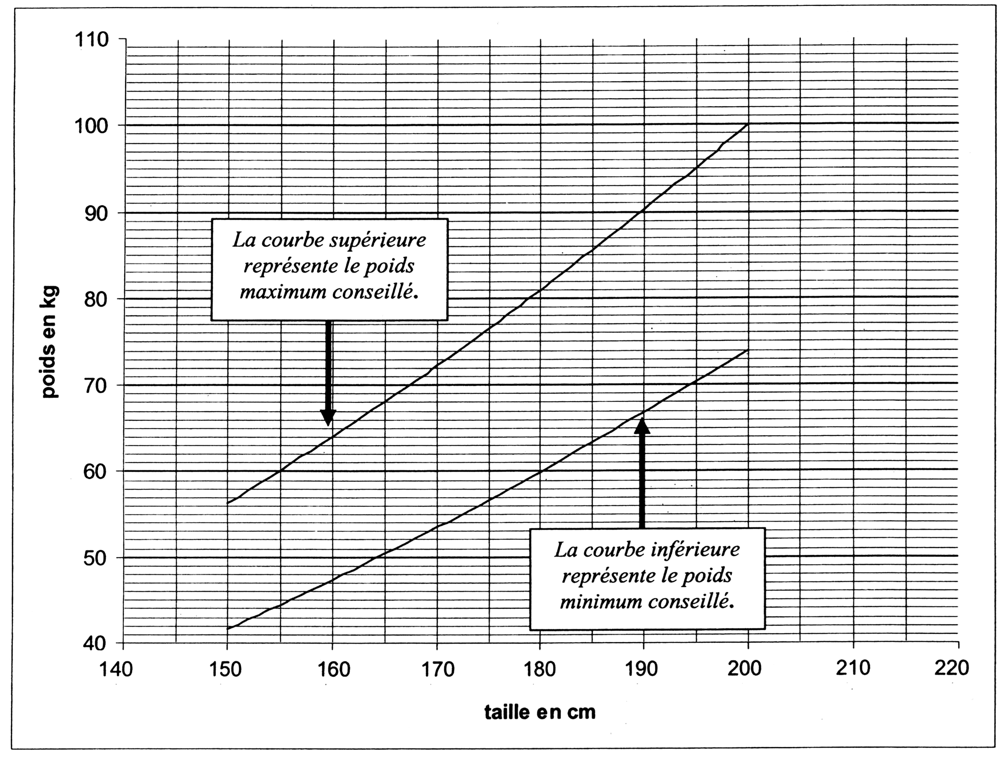 110
100
90
80
70
60
50
40
poids en kg
La courbe supérieure
représente le poids
maximum conseillé.
La courbe inférieure
représente le poids
minimum conseillé.
140 150 160 170 180 190 200 210 220
taille en cm